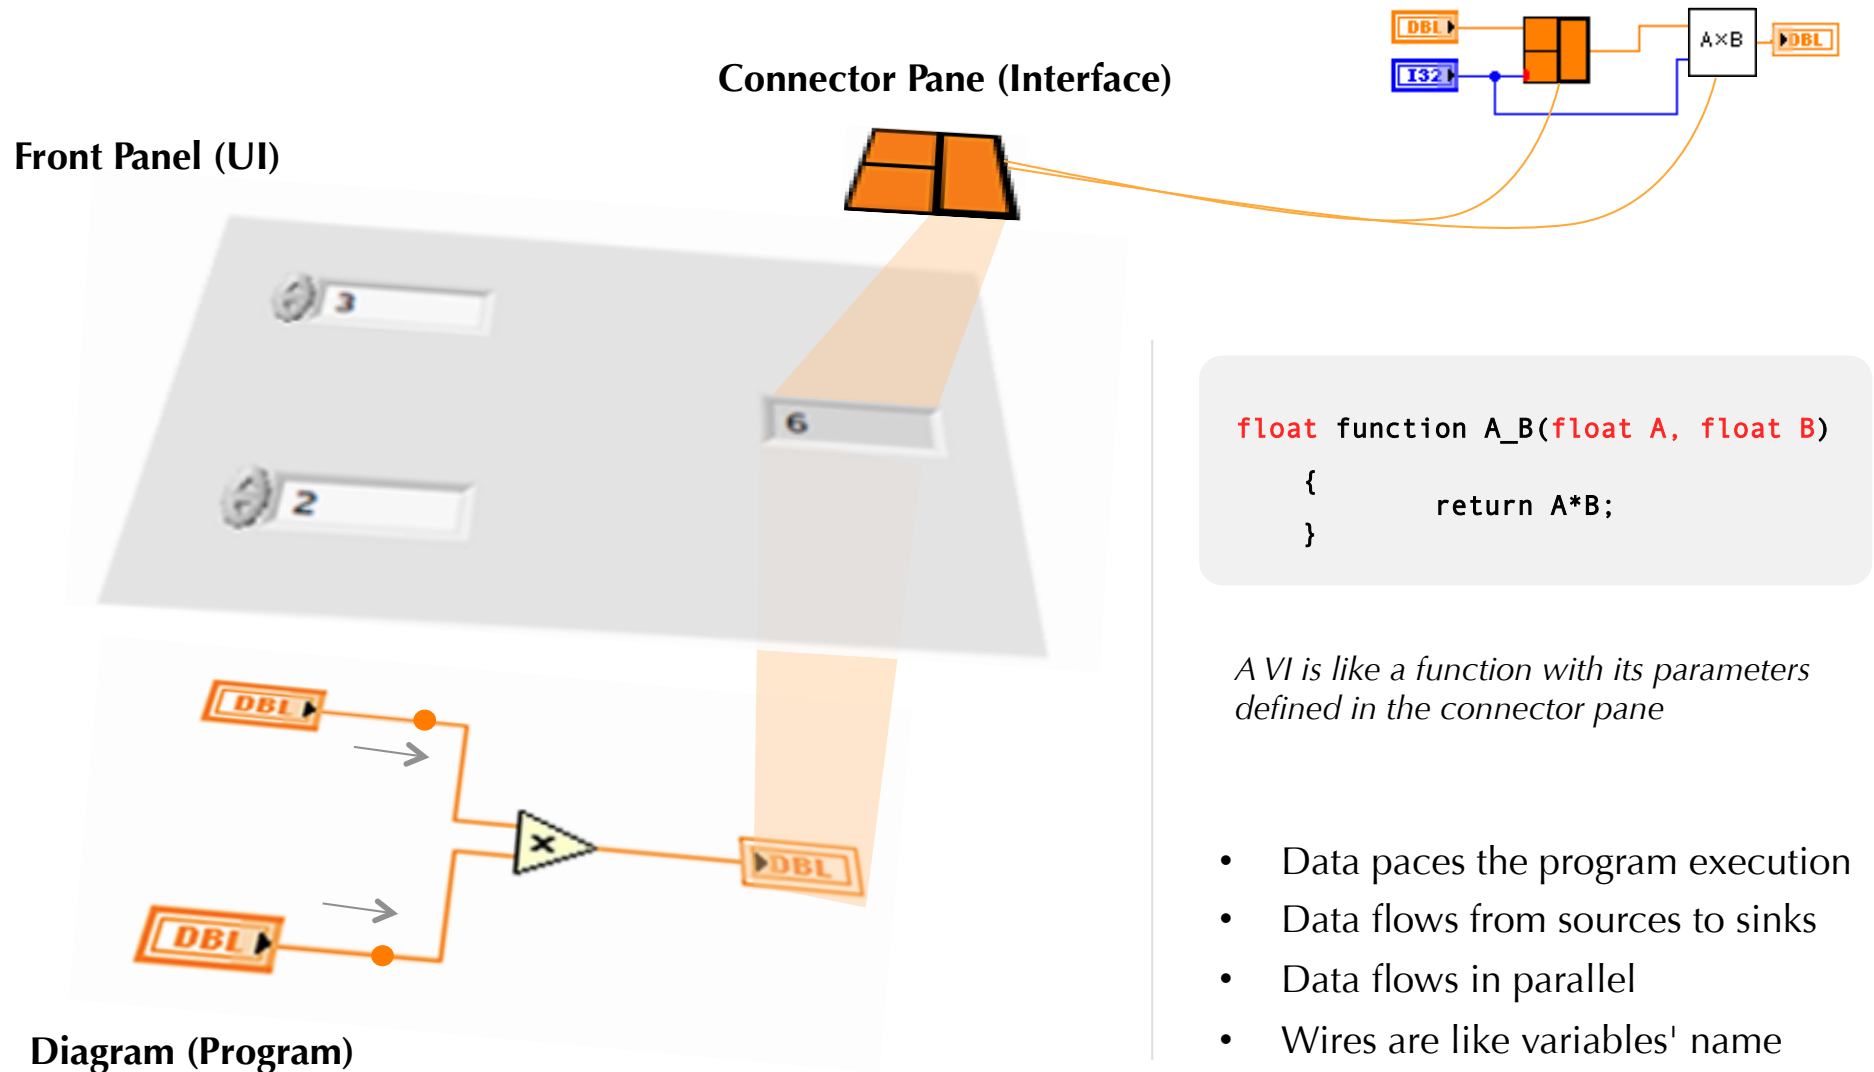 Connector Pane (Interface)
DBL
I32
A×B
DBL
Front Panel (UI)
3
2
6
DBL
DBL
×
DBL
Diagram (Program)
float function A_B(float A, float B)
{
return A*B;
}
A VI is like a function with its parameters
defined in the connector pane
• Data paces the program execution
• Data flows from sources to sinks
• Data flows in parallel
• Wires are like variables' name